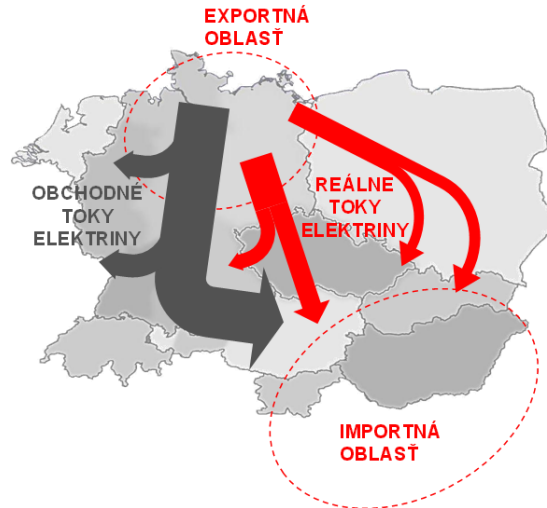 EXPORTNÁ
OBLASŤ
OBCHODNÉ
TOKY
ELEKTRINY
REÁLNE
TOKY
ELEKTRINY
IMPORTNÁ
OBLASŤ